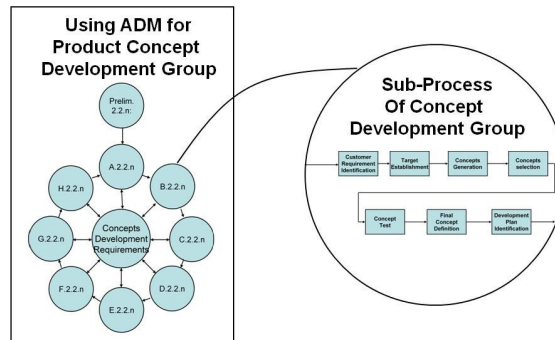 Using ADM for
Product Concept
Development Group
Prelim.
2.2.n:
A.2.2.n
B.2.2.n
C.2.2.n
D.2.2.n
E.2.2.n
F.2.2.n
G.2.2.n
H.2.2.n
Concepts
Development
Requirements
Sub-Process
Of Concept
Development Group
Customer
Requirement
Identification
Target
Establishment
Concepts
Generation
Concepts
selection
Concept
Test
Final
Concept
Definition
Development
Plan
Identification